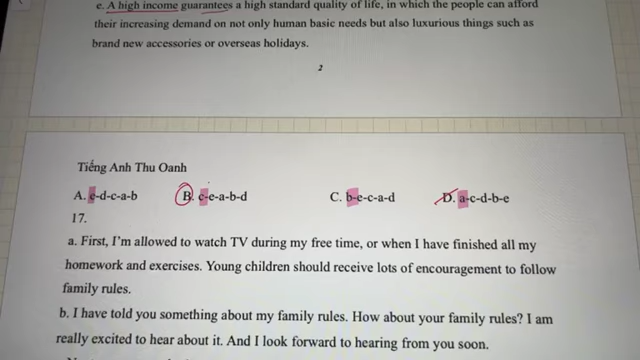 e. A high income guarantees a high standard quality of life, in which the people can afford
their increasing demand on not only human basic needs but also luxurious things such as
brand new accessories or overseas holidays.
2
Tiếng Anh Thu Oanh
A. e-d-c-a-b B. c-e-a-b-d C. b-e-c-a-d D. a-c-d-b-e
17.
a. First, I'm allowed to watch TV during my free time, or when I have finished all my
homework and exercises. Young children should receive lots of encouragement to follow
family rules.
b. I have told you something about my family rules. How about your family rules? I am
really excited to hear about it. And I look forward to hearing from you soon.